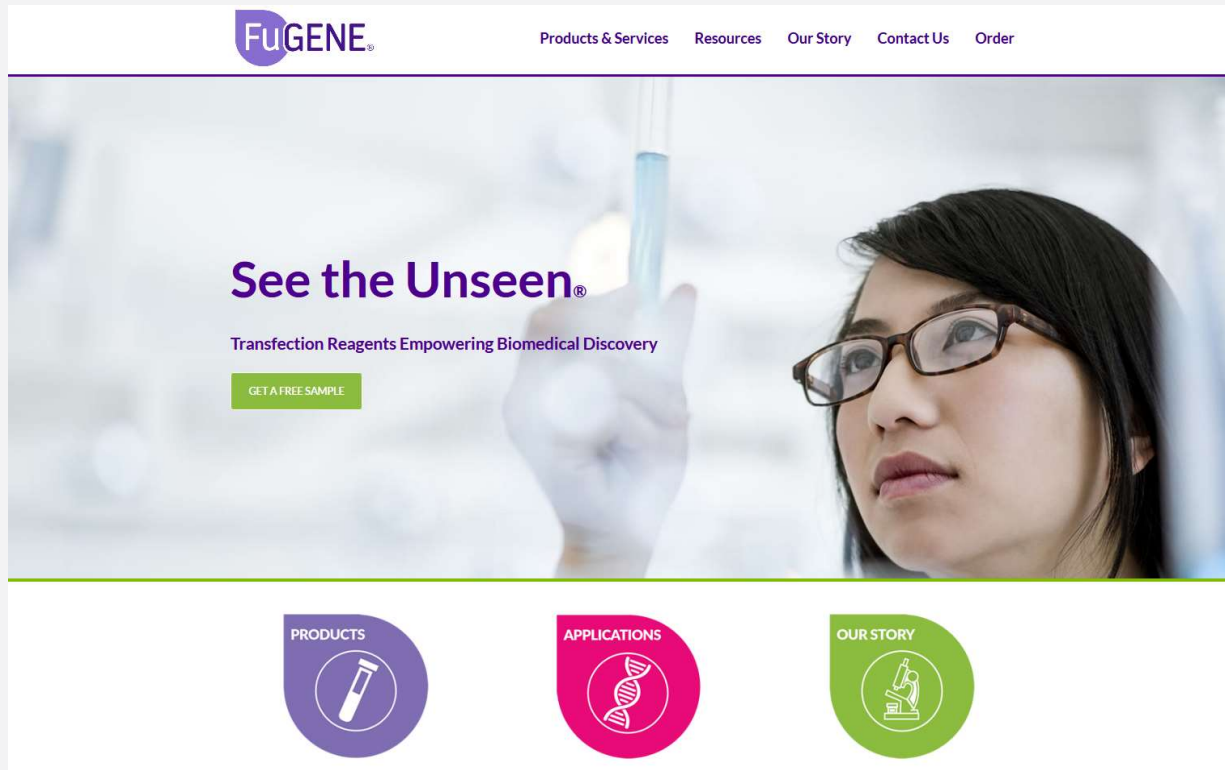 FuGENE®
Products & Services Resources Our Story Contact Us Order
See the Unseen®
Transfection Reagents Empowering Biomedical Discovery
GET A FREE SAMPLE
PRODUCTS
APPLICATIONS
OUR STORY